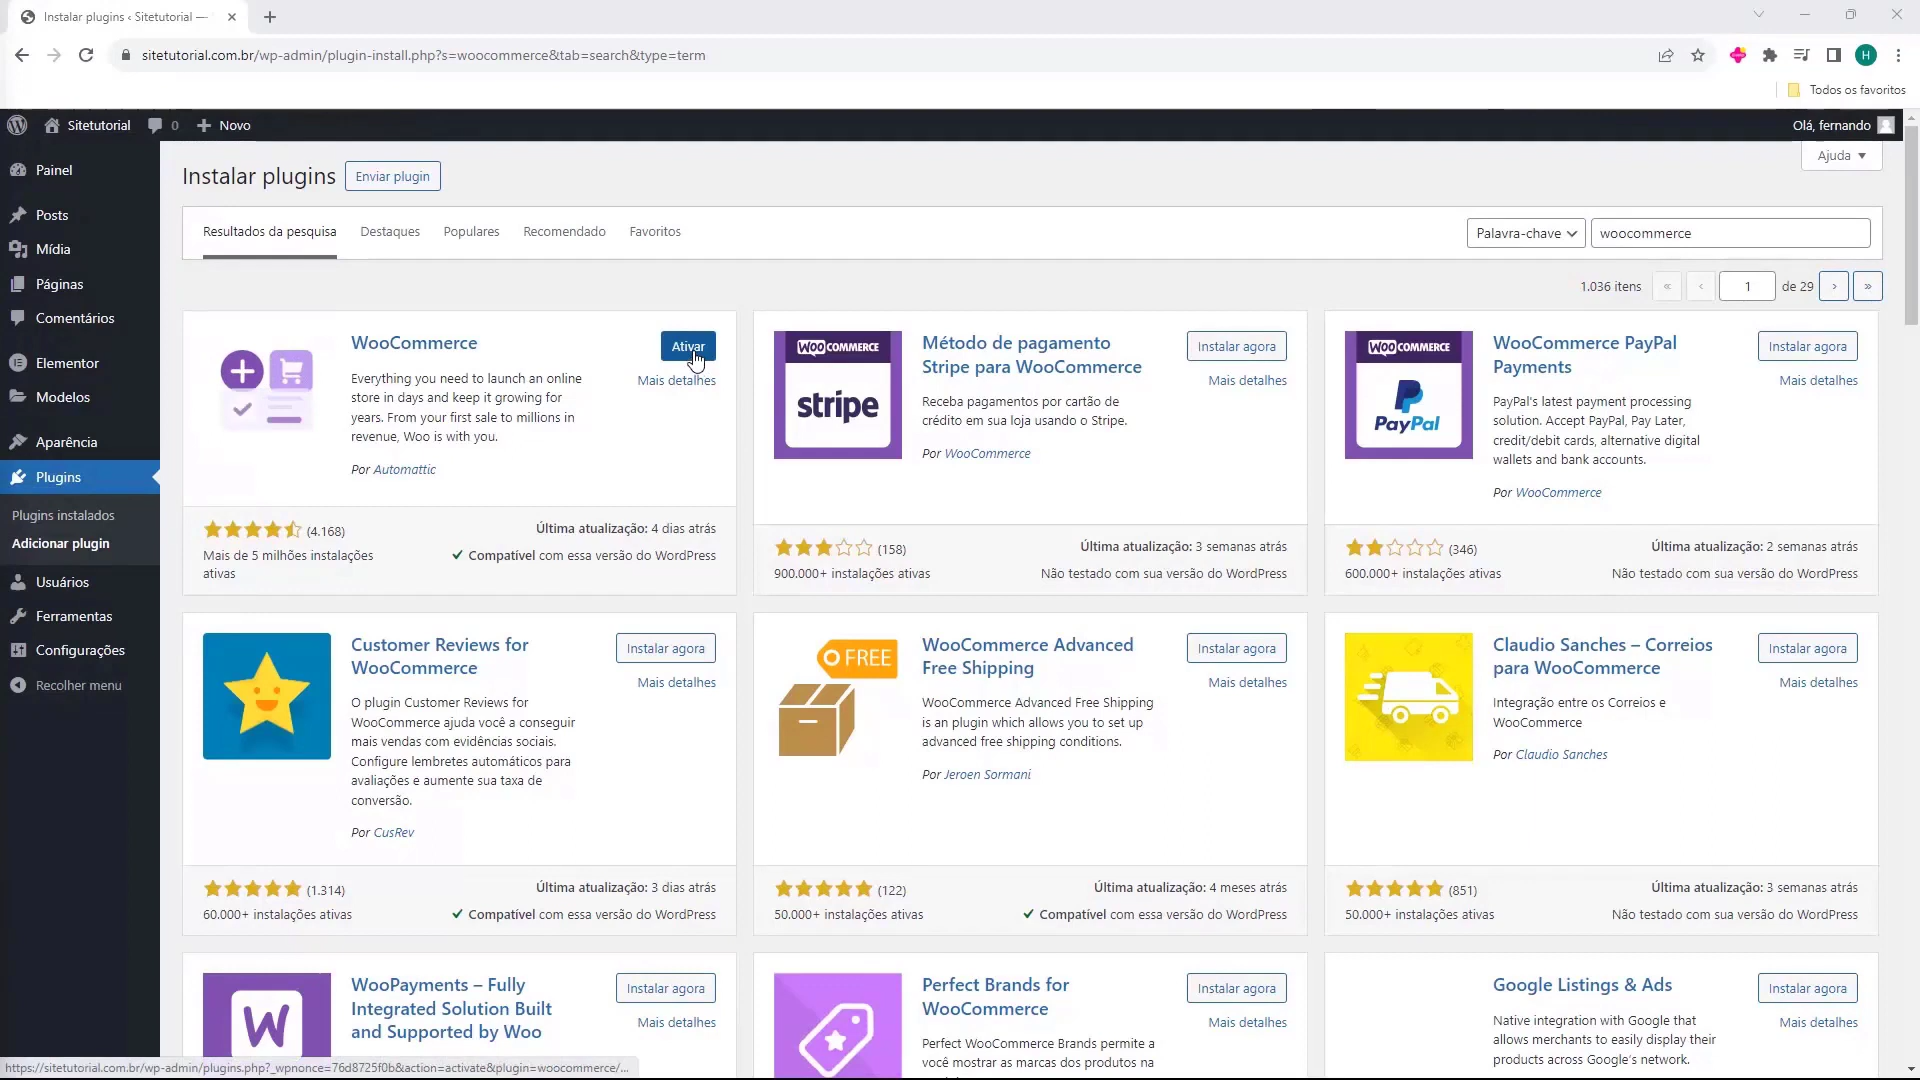 Instalar plugins ‹ Sitetutorial —
sitetutorial.com.br/wp-admin/plugin-install.php?s=woocommerce&tab=search&type=term
H
Todos os favoritos
Sitetutorial
0
Novo
Olá, fernando
Ajuda
Painel
Posts
Mídia
Páginas
Comentários
Elementor
Modelos
Aparência
Plugins
Plugins instalados
Adicionar plugin
Usuários
Ferramentas
Configurações
Recolher menu
Instalar plugins
Enviar plugin
Resultados da pesquisa
Destaques
Populares
Recomendado
Favoritos
Palavra-chave
woocommerce
1.036 itens
«
‹
1
de 29
›
»
WooCommerce
Ativar
Mais detalhes
Everything you need to launch an online
store in days and keep it growing for
years. From your first sale to millions in
revenue, Woo is with you.
Por Automattic
(4.168)
Mais de 5 milhões instalações
ativas
Última atualização: 4 dias atrás
Compatível com essa versão do WordPress
WOOCOMMERCE
stripe
Método de pagamento
Stripe para WooCommerce
Instalar agora
Mais detalhes
Receba pagamentos por cartão de
crédito em sua loja usando o Stripe.
Por WooCommerce
(158)
900.000+ instalações ativas
Última atualização: 3 semanas atrás
Não testado com sua versão do WordPress
WOOCOMMERCE
PayPal
WooCommerce PayPal
Payments
Instalar agora
Mais detalhes
PayPal's latest payment processing
solution. Accept PayPal, Pay Later,
credit/debit cards, alternative digital
wallets and bank accounts.
Por WooCommerce
(346)
600.000+ instalações ativas
Última atualização: 2 semanas atrás
Não testado com sua versão do WordPress
Customer Reviews for
WooCommerce
Instalar agora
Mais detalhes
O plugin Customer Reviews for
WooCommerce ajuda você a conseguir
mais vendas com evidências sociais.
Configure lembretes automáticos para
avaliações e aumente sua taxa de
conversão.
Por CusRev
(1.314)
60.000+ instalações ativas
Última atualização: 3 dias atrás
Compatível com essa versão do WordPress
FREE
WooCommerce Advanced
Free Shipping
Instalar agora
Mais detalhes
WooCommerce Advanced Free Shipping
is an plugin which allows you to set up
advanced free shipping conditions.
Por Jeroen Sormani
(122)
50.000+ instalações ativas
Última atualização: 4 meses atrás
Compatível com essa versão do WordPress
Claudio Sanches – Correios
para WooCommerce
Instalar agora
Mais detalhes
Integração entre os Correios e
WooCommerce
Por Claudio Sanches
(851)
50.000+ instalações ativas
Última atualização: 3 semanas atrás
Não testado com sua versão do WordPress
W
WooPayments – Fully
Integrated Solution Built
and Supported by Woo
Instalar agora
Mais detalhes
Perfect Brands for
WooCommerce
Instalar agora
Mais detalhes
Perfect WooCommerce Brands permite a
você mostrar as marcas dos produtos na
Google Listings & Ads
Instalar agora
Mais detalhes
Native integration with Google that
allows merchants to easily display their
products across Google's network.
https://sitetutorial.com.br/wp-admin/plugins.php?_wpnonce=76d8725f0b&action=activate&plugin=woocommerce/...